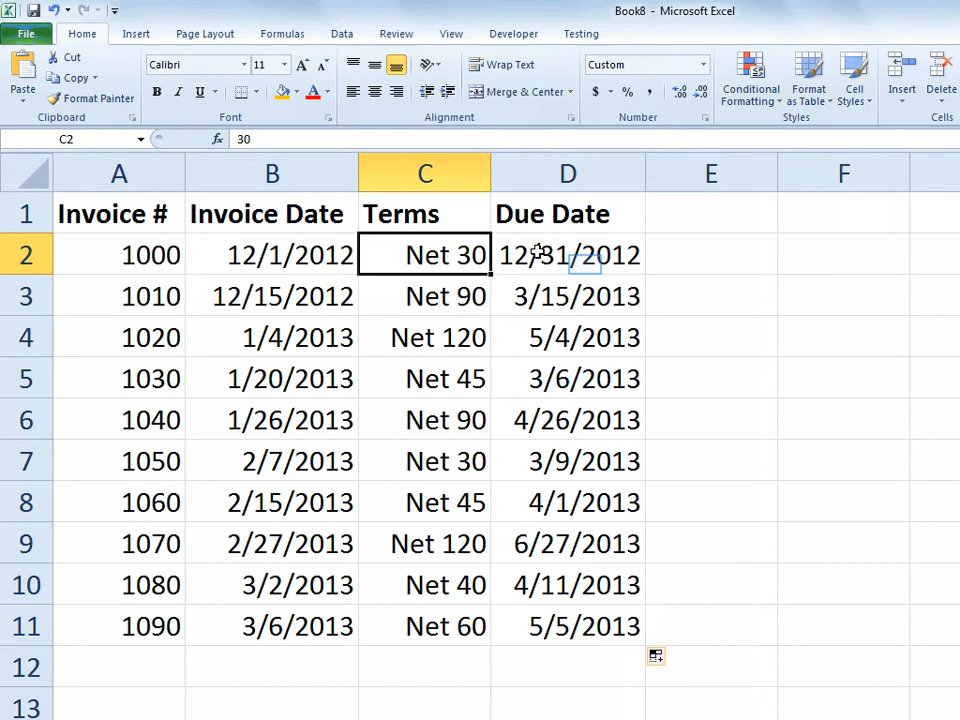 Book8 - Microsoft Excel
File Home Insert Page Layout Formulas Data Review View Developer Testing
Paste Cut Copy Format Painter
Calibri 11 A A
B I U A
Wrap Text
Merge & Center
Custom
$ % , .0 .00 .00 .0
Conditional Formatting Format as Table Cell Styles Insert Delete
Clipboard Font Alignment Number Styles Cells
C2 fx 30
A B C D E F
1 Invoice # Invoice Date Terms Due Date
2 1000 12/1/2012 Net 30 12/31/2012
3 1010 12/15/2012 Net 90 3/15/2013
4 1020 1/4/2013 Net 120 5/4/2013
5 1030 1/20/2013 Net 45 3/6/2013
6 1040 1/26/2013 Net 90 4/26/2013
7 1050 2/7/2013 Net 30 3/9/2013
8 1060 2/15/2013 Net 45 4/1/2013
9 1070 2/27/2013 Net 120 6/27/2013
10 1080 3/2/2013 Net 40 4/11/2013
11 1090 3/6/2013 Net 60 5/5/2013
12
13